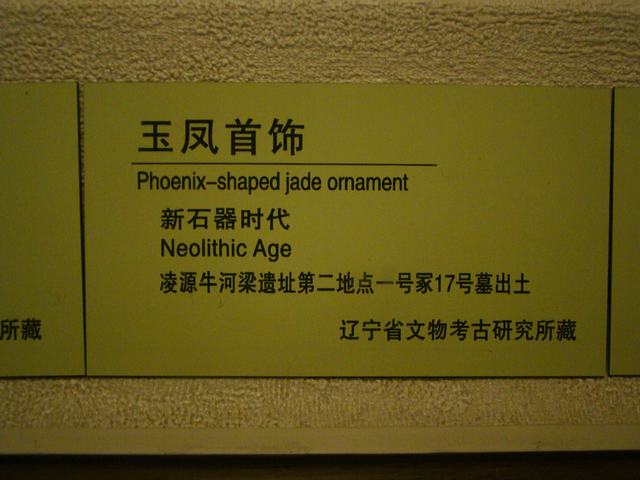 玉凤首饰
Phoenix-shaped jade ornament
新石器时代
Neolithic Age
凌源牛河梁遗址第二地点一号冢17号墓出土
辽宁省文物考古研究所藏
所藏